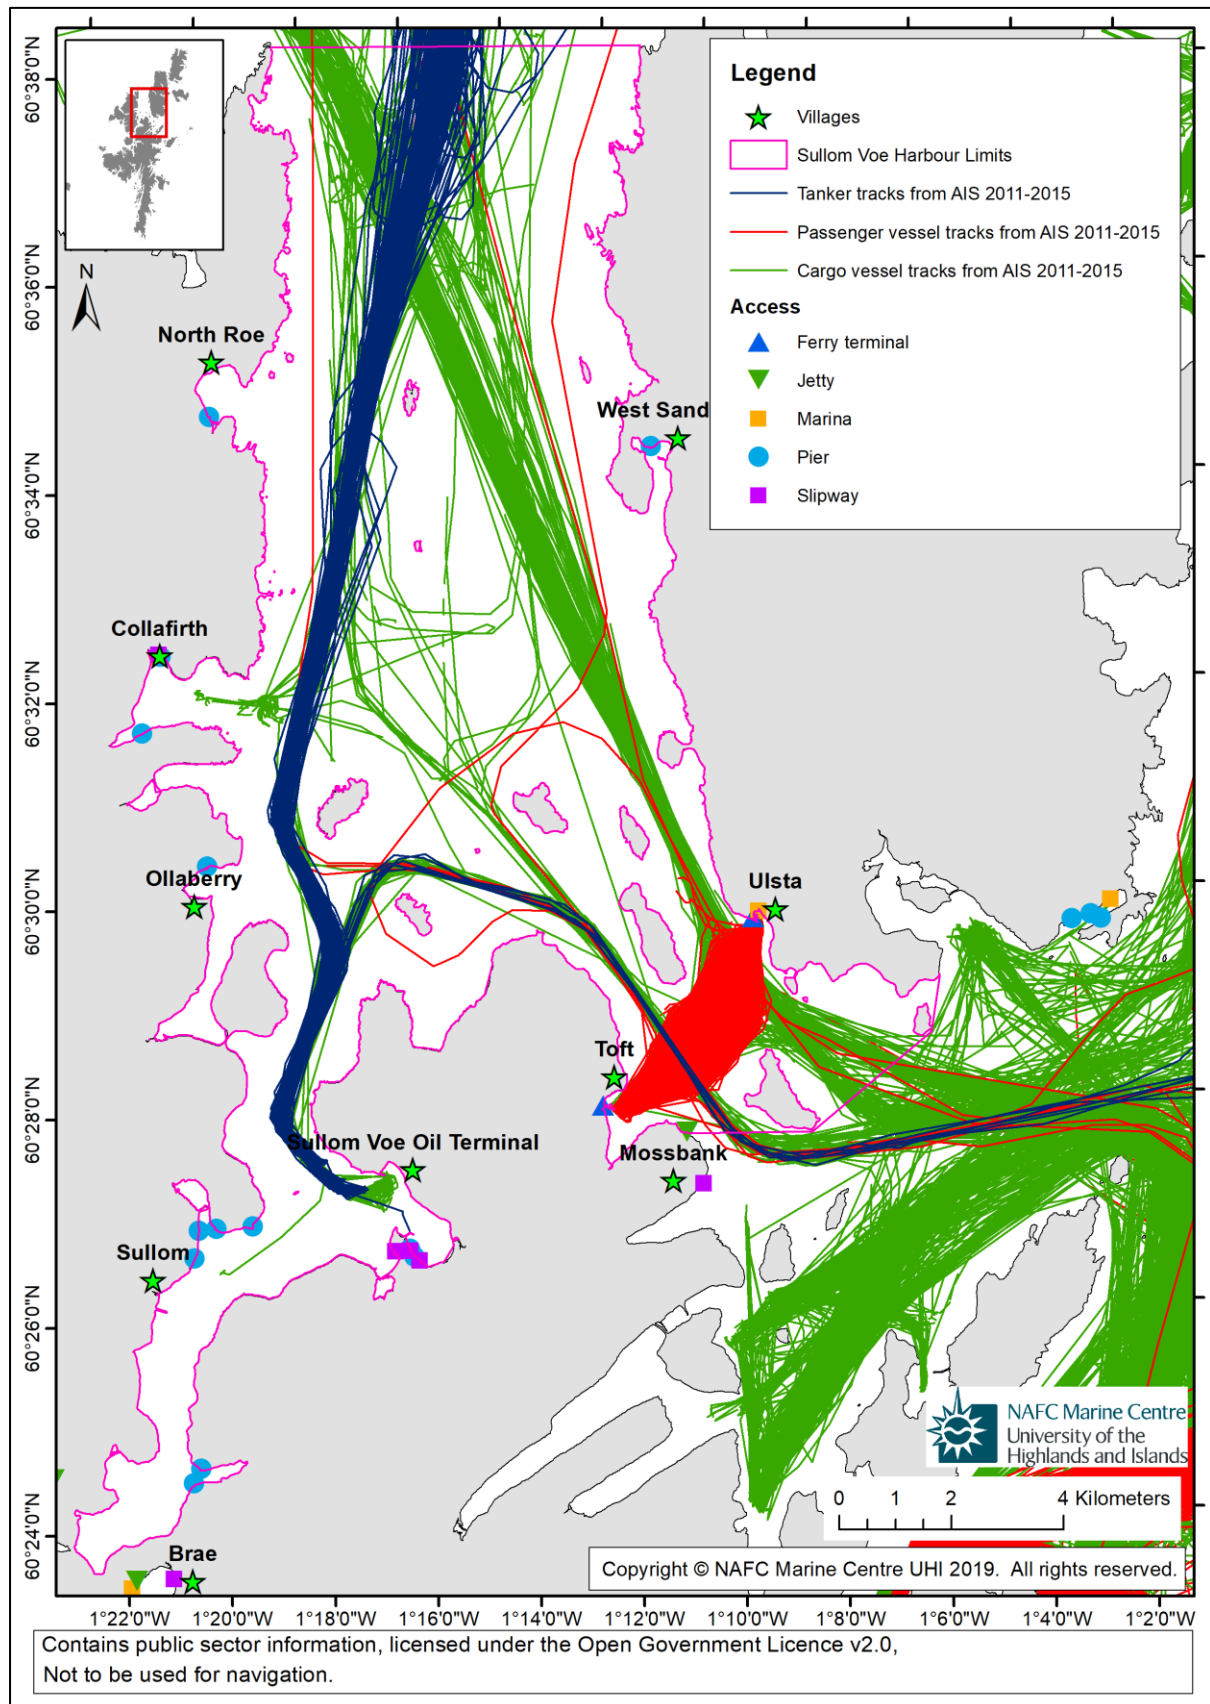 Legend
Villages
Sullom Voe Harbour Limits
Tanker tracks from AIS 2011-2015
Passenger vessel tracks from AIS 2011-2015
Cargo vessel tracks from AIS 2011-2015
Access
Ferry terminal
Jetty
Marina
Pier
Slipway
N
60°38'0"N
60°36'0"N
60°34'0"N
60°32'0"N
60°30'0"N
60°28'0"N
60°26'0"N
60°24'0"N
North Roe
West Sand
Collafirth
Ollaberry
Ulsta
Toft
Sullom Voe Oil Terminal
Mossbank
Sullom
Brae
NAFC Marine Centre
University of the
Highlands and Islands
0 1 2 4 Kilometers
Copyright © NAFC Marine Centre UHI 2019. All rights reserved.
1°22'0"W 1°20'0"W 1°18'0"W 1°16'0"W 1°14'0"W 1°12'0"W 1°10'0"W 1°8'0"W 1°6'0"W 1°4'0"W 1°2'0"W
Contains public sector information, licensed under the Open Government Licence v2.0,
Not to be used for navigation.